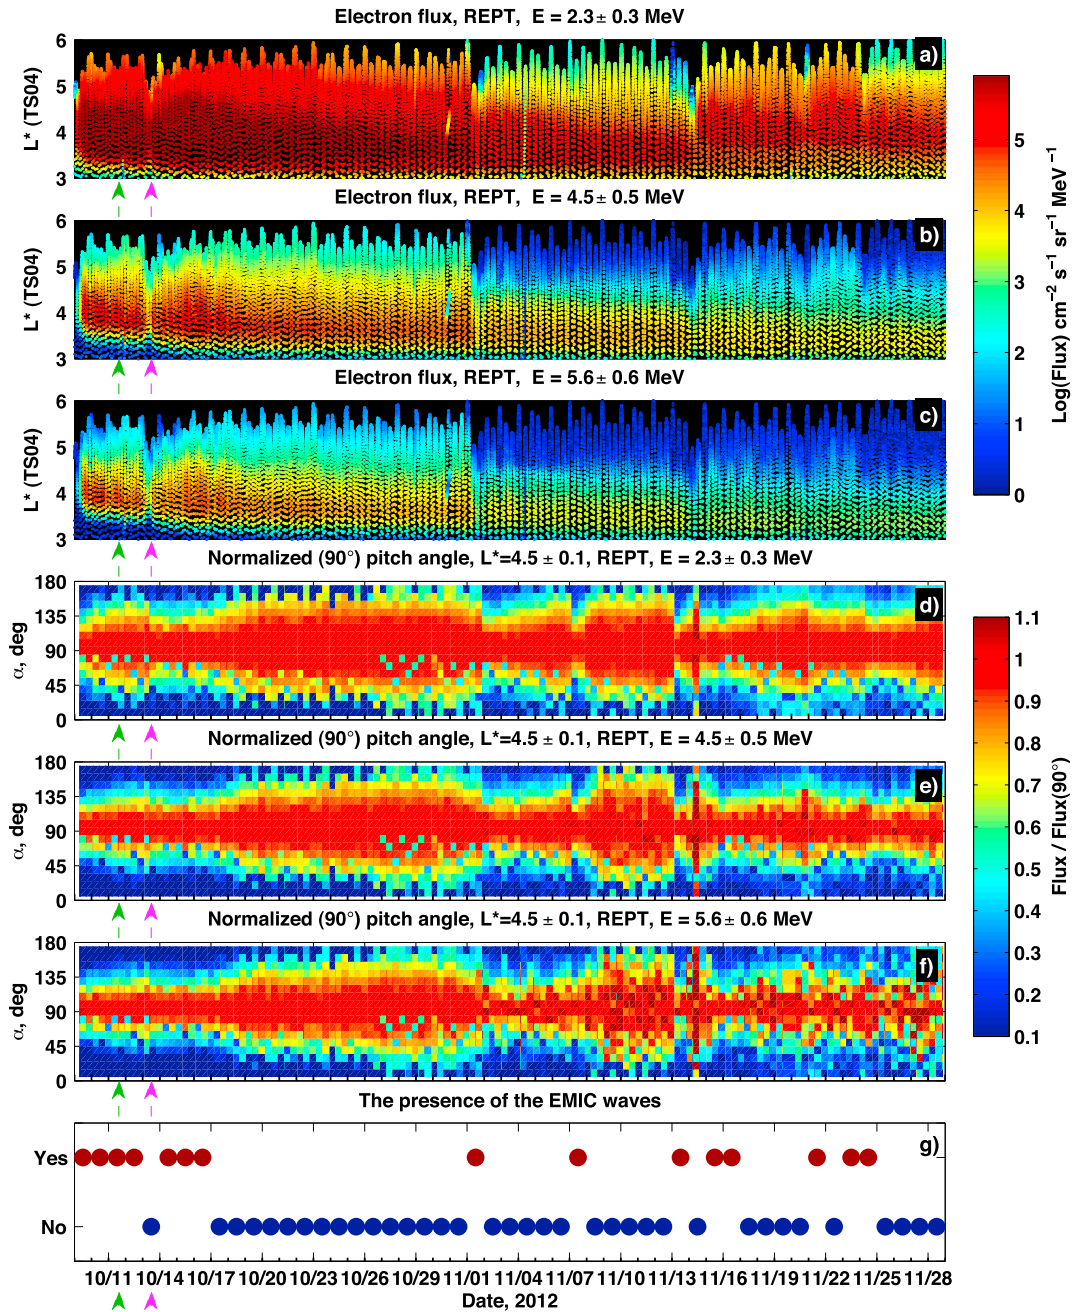 Electron flux, REPT, E = 2.3± 0.3 MeV
6
5
4
3
L* (TS04)
a)
Electron flux, REPT, E = 4.5± 0.5 MeV
6
5
4
3
L* (TS04)
b)
Electron flux, REPT, E = 5.6± 0.6 MeV
6
5
4
3
L* (TS04)
c)
5
4
3
2
1
0
Log(Flux) cm−2 s−1 sr−1 MeV−1
Normalized (90°) pitch angle, L*=4.5 ± 0.1, REPT, E = 2.3± 0.3 MeV
180
135
90
45
0
α, deg
d)
Normalized (90°) pitch angle, L*=4.5 ± 0.1, REPT, E = 4.5± 0.5 MeV
180
135
90
45
0
α, deg
e)
Normalized (90°) pitch angle, L*=4.5 ± 0.1, REPT, E = 5.6± 0.6 MeV
180
135
90
45
0
α, deg
f)
1.1
1
0.9
0.8
0.7
0.6
0.5
0.4
0.3
0.2
0.1
Flux / Flux(90°)
The presence of the EMIC waves
g)
Yes
No
10/11 10/14 10/17 10/20 10/23 10/26 10/29 11/01 11/04 11/07 11/10 11/13 11/16 11/19 11/22 11/25 11/28
Date, 2012